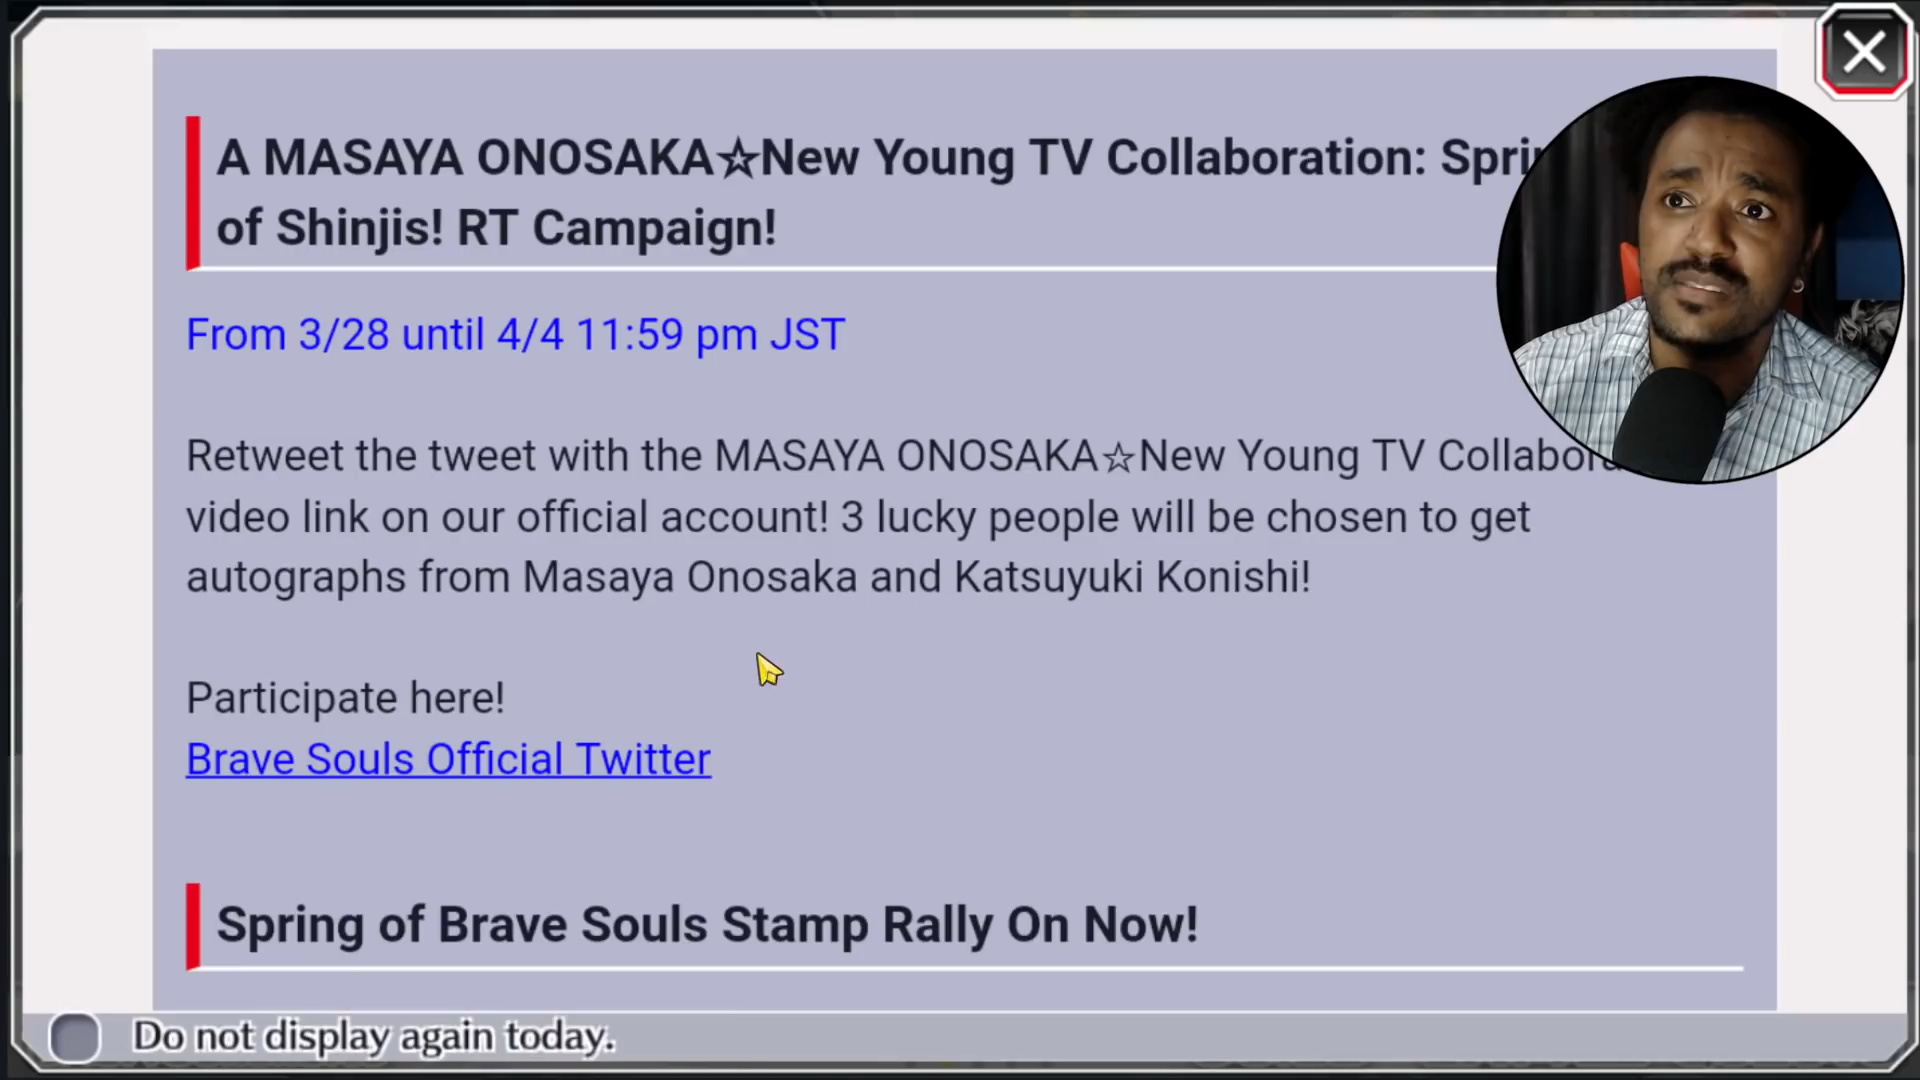 A MASAYA ONOSAKA☆New Young TV Collaboration:
of Shinjis! RT Campaign!
From 3/28 until 4/4 11:59 pm JST
Retweet the tweet with the MASAYA ONOSAKA☆New Young TV
video link on our official account! 3 lucky people will be chosen to get
autographs from Masaya Onosaka and Katsuyuki Konishi!
Participate here!
Brave Souls Official Twitter
Spring of Brave Souls Stamp Rally On Now!
Do not display again today.